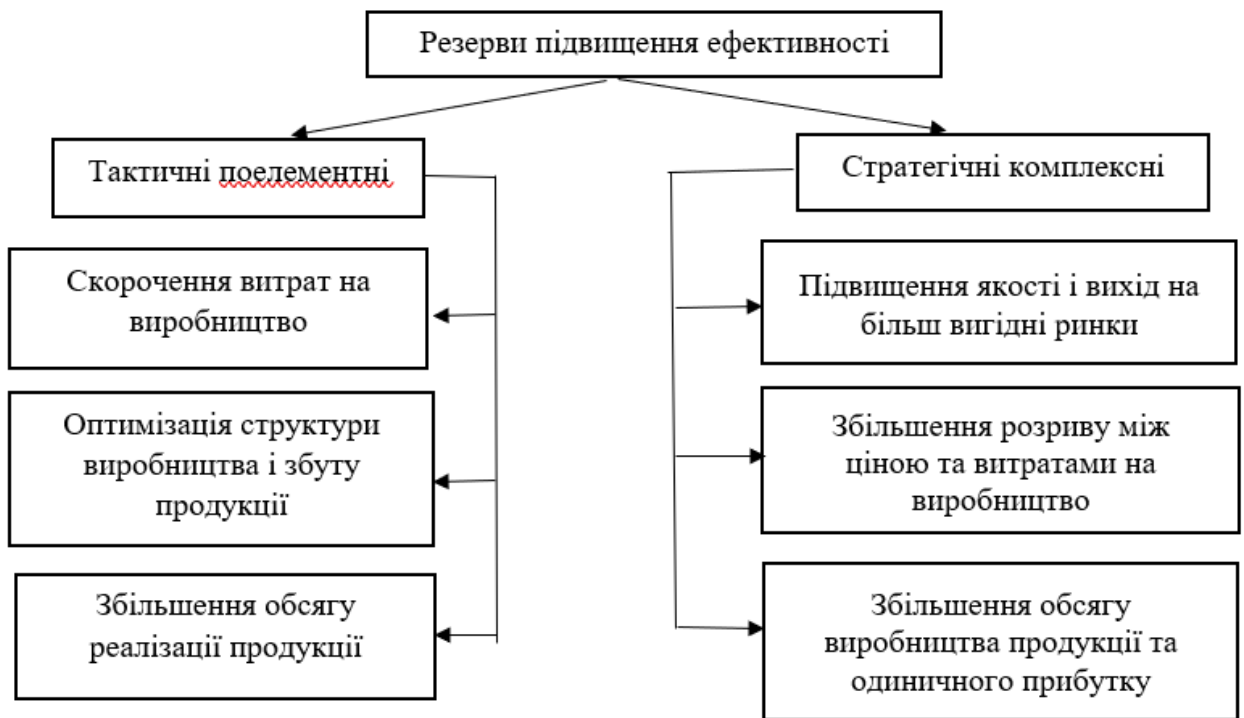 Резерви підвищення ефективності
Тактичні поелементні
Стратегічні комплексні
Скорочення витрат на
виробництво
Підвищення якості і вихід на
більш вигідні ринки
Оптимізація структури
виробництва і збуту
продукції
Збільшення розриву між
ціною та витратами на
виробництво
Збільшення обсягу
реалізації продукції
Збільшення обсягу
виробництва продукції та
одиничного прибутку